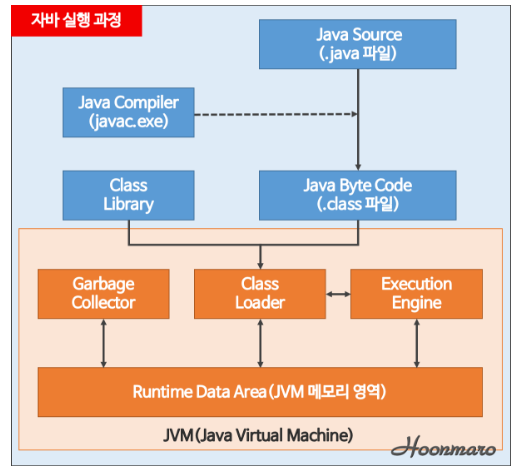 자바 실행 과정
Java Source
(.java 파일)
Java Compiler
(javac.exe)
Class
Library
Java Byte Code
(.class 파일)
Garbage
Collector
Class
Loader
Execution
Engine
Runtime Data Area(JVM 메모리 영역)
JVM(Java Virtual Machine)
Hoonmaro